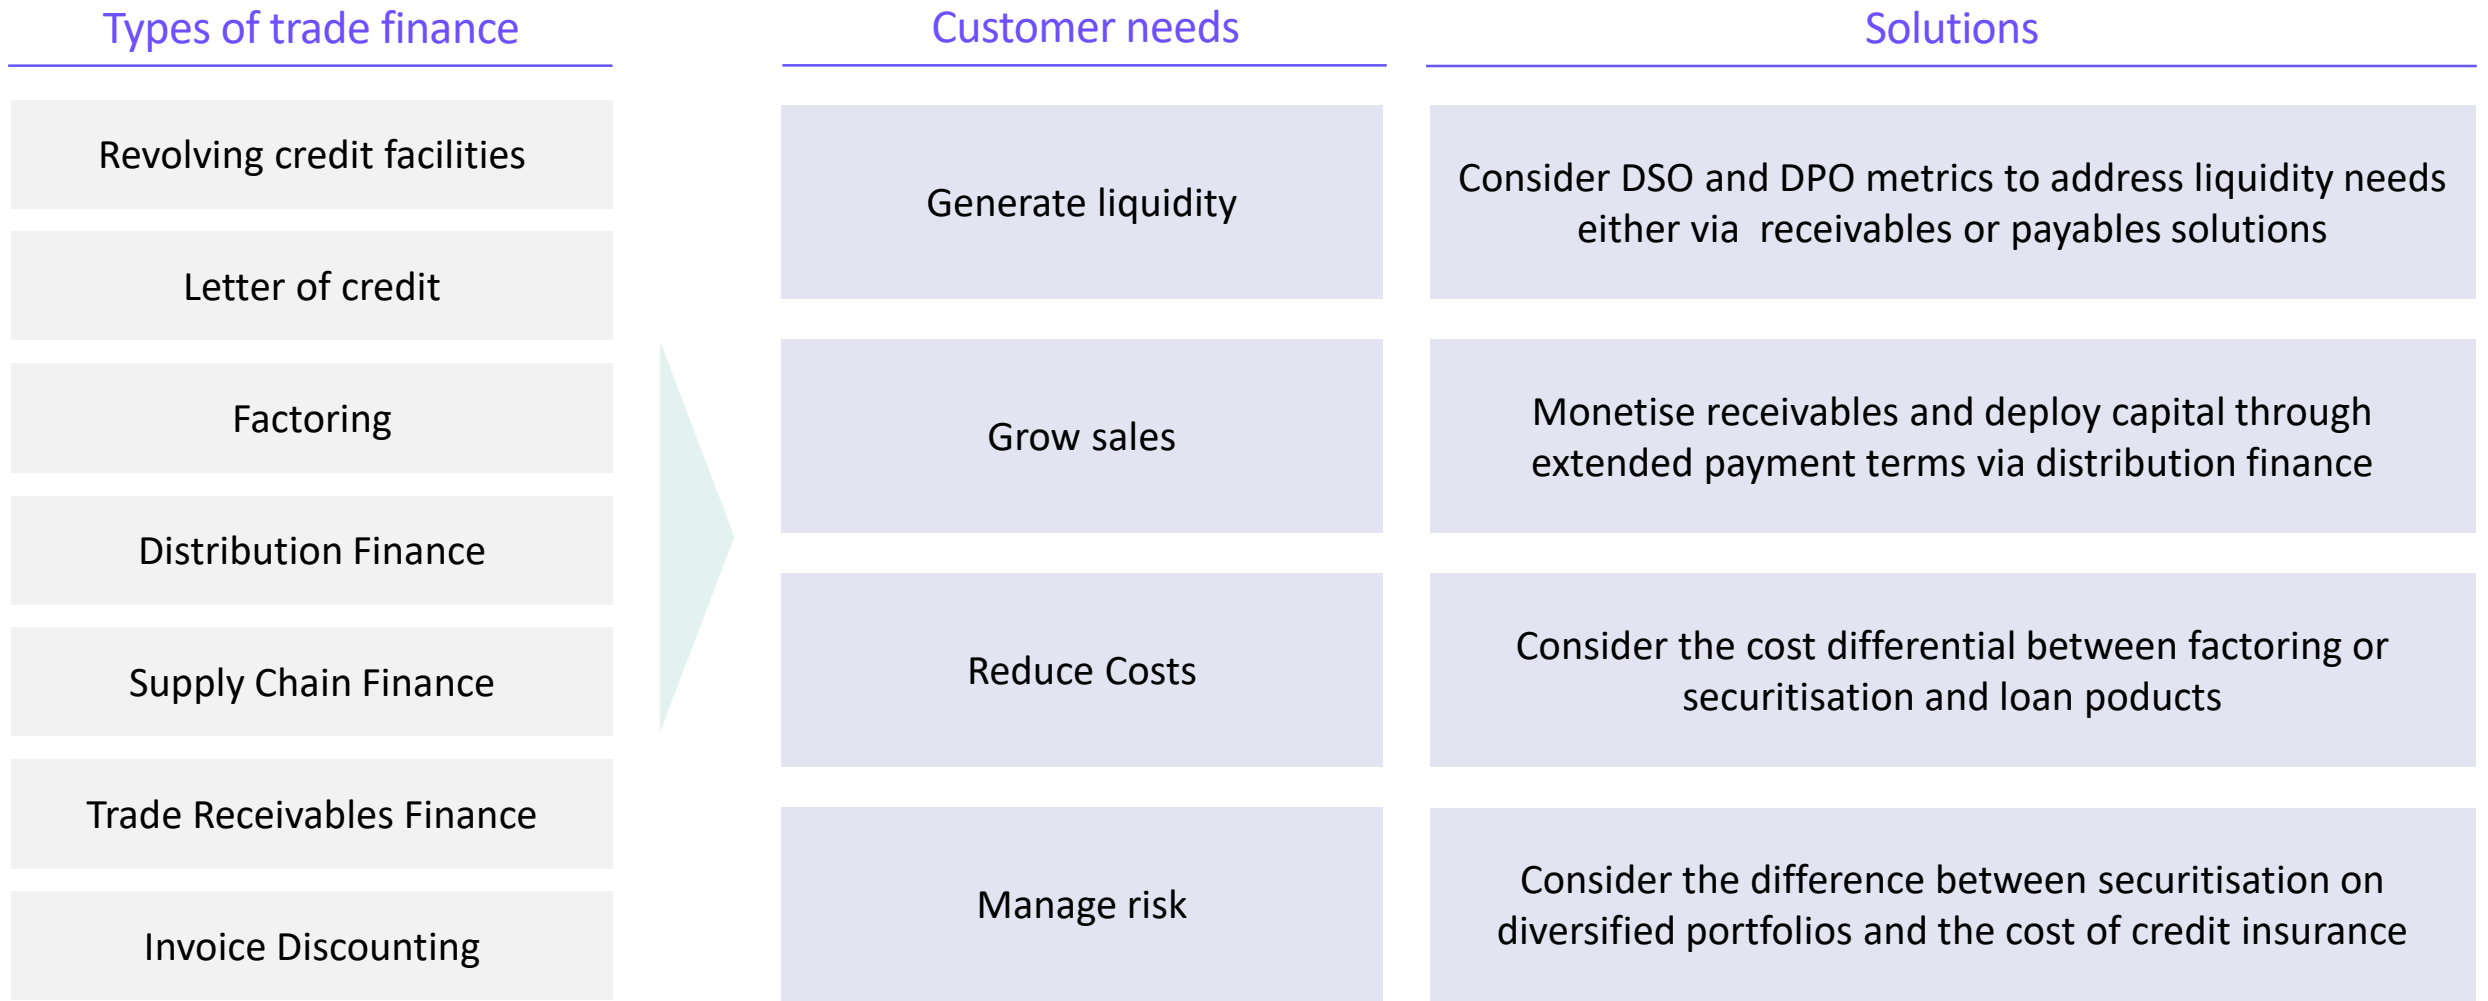 Types of trade finance
Revolving credit facilities
Letter of credit
Factoring
Distribution Finance
Supply Chain Finance
Trade Receivables Finance
Invoice Discounting
Customer needs
Solutions
Generate liquidity
Consider DSO and DPO metrics to address liquidity needs
either via  receivables or payables solutions
Grow sales
Monetise receivables and deploy capital through
extended payment terms via distribution finance
Reduce Costs
Consider the cost differential between factoring or
securitisation and loan poducts
Manage risk
Consider the difference between securitisation on
diversified portfolios and the cost of credit insurance